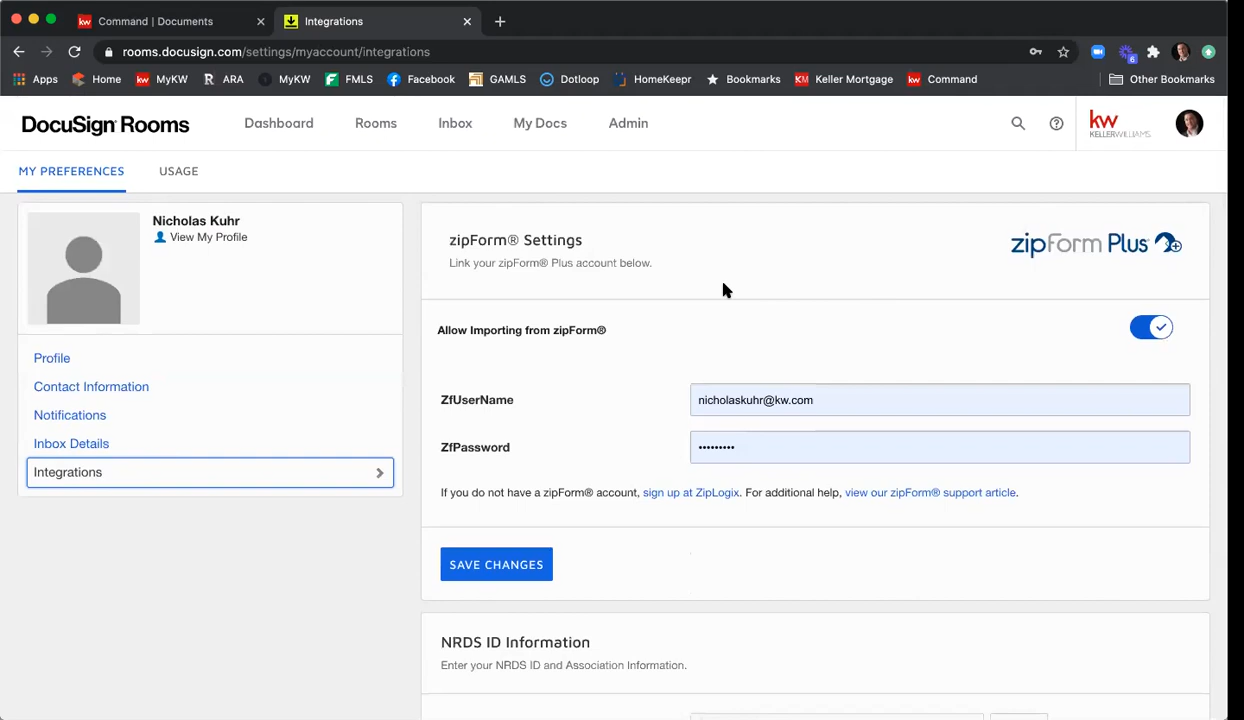 Command | Documents
Integrations
rooms.docusign.com/settings/myaccount/integrations
6
Apps
Home
kw MyKW
R ARA
MyKW
FMLS
Facebook
GAMLS
Dotloop
HomeKeepr
Bookmarks
KM Keller Mortgage
kw Command
Other Bookmarks
DocuSign Rooms
Dashboard
Rooms
Inbox
My Docs
Admin
kw
KELLERWILLIAMS
MY PREFERENCES
USAGE
Nicholas Kuhr
View My Profile
Profile
Contact Information
Notifications
Inbox Details
Integrations
zipForm® Settings
Link your zipForm® Plus account below.
zipForm Plus
Allow Importing from zipForm®
ZfUserName
nicholaskuhr@kw.com
ZfPassword
•••••••••
If you do not have a zipForm® account, sign up at ZipLogix. For additional help, view our zipForm® support article.
SAVE CHANGES
NRDS ID Information
Enter your NRDS ID and Association Information.